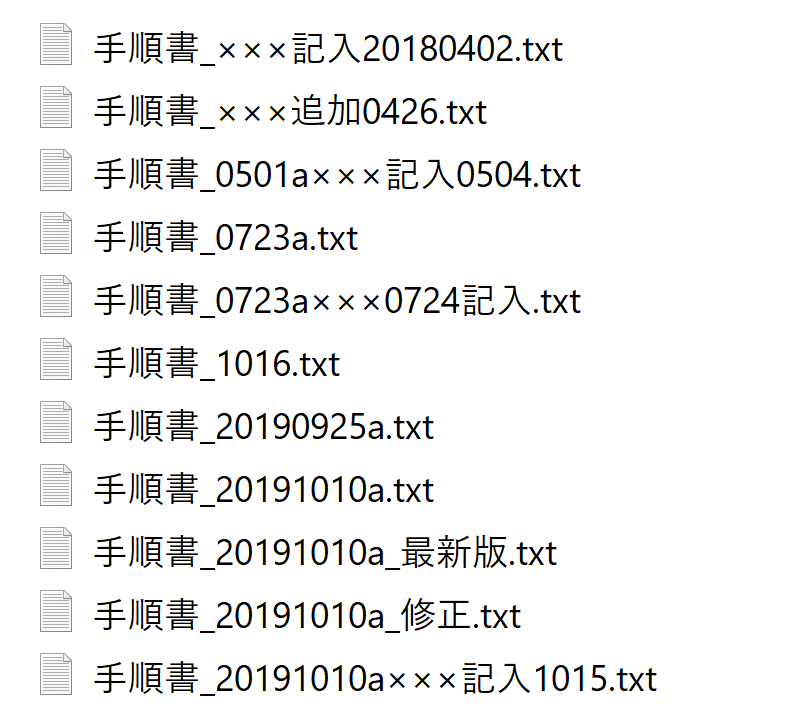 手順書_×××記入20180402.txt
手順書_×××追加0426.txt
手順書_0501a×××記入0504.txt
手順書_0723a.txt
手順書_0723a×××0724記入.txt
手順書_1016.txt
手順書_20190925a.txt
手順書_20191010a.txt
手順書_20191010a_最新版.txt
手順書_20191010a_修正.txt
手順書_20191010a×××記入1015.txt